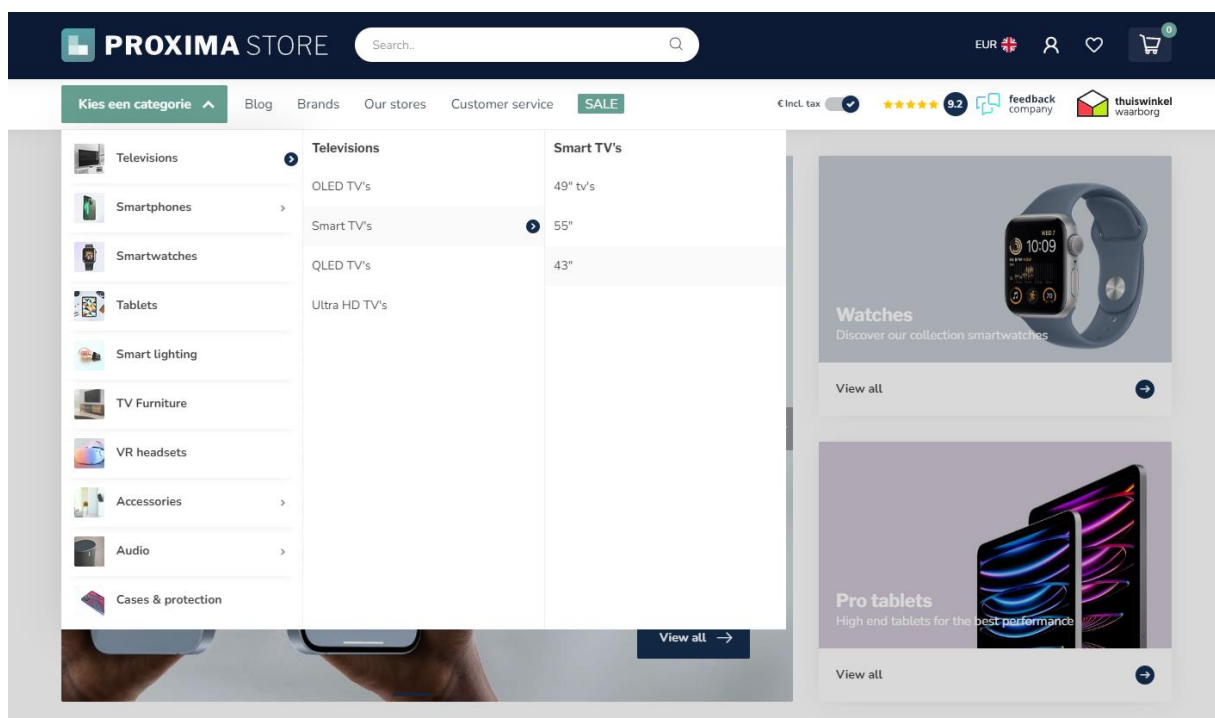 PROXIMA STORE
Search..
EUR
0
Kies een categorie
Blog
Brands
Our stores
Customer service
SALE
€ Incl. tax
9.2
feedback
company
thuiswinkel
waarborg
Televisions
Smartphones
Smartwatches
Tablets
Smart lighting
TV Furniture
VR headsets
Accessories
Audio
Cases & protection
Televisions
OLED TV's
Smart TV's
QLED TV's
Ultra HD TV's
Smart TV's
49" tv's
55"
43"
View all
WED 7
10:09
Watches
Discover our collection smartwatches
View all
Pro tablets
High end tablets for the best performance
View all